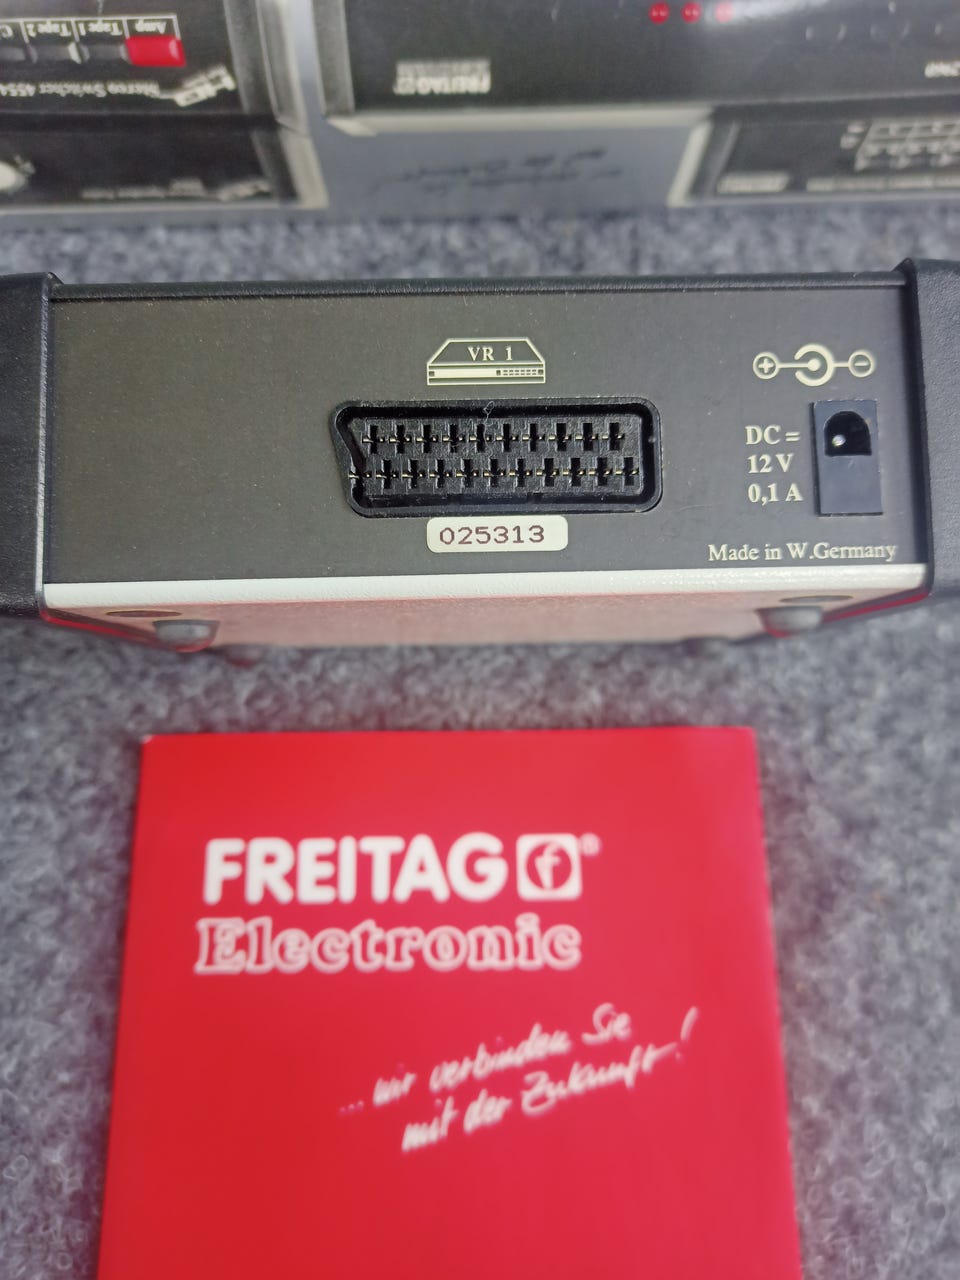 Amp
Tape 1
Tape 2
Stereo Switcher 4554
FREITAG
VR 1
DC =
12 V
0,1 A
025313
Made in W.Germany
FREITAG f®
Electronic
... wir verbinden Sie
mit der Zukunft!